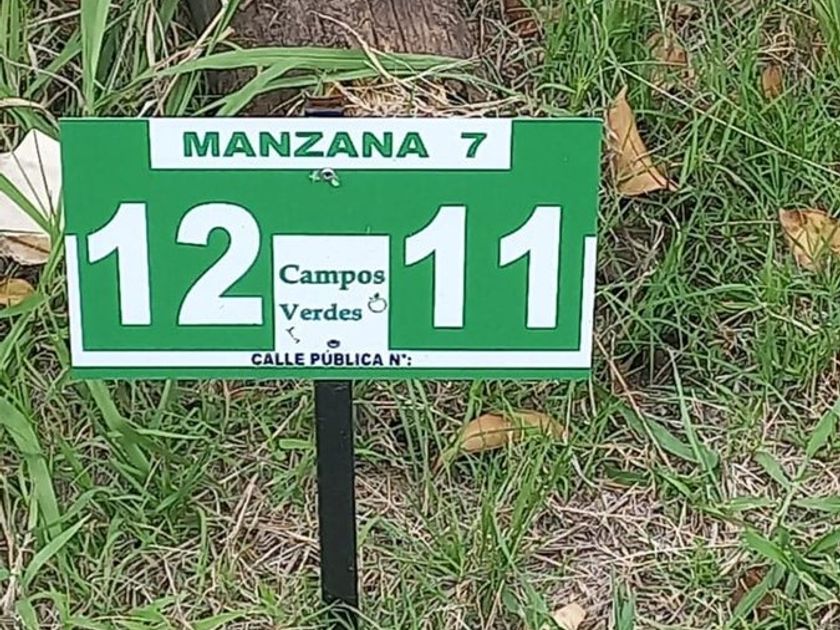 MANZANA 7
12 11
Campos
Verdes
CALLE PÚBLICA N°: